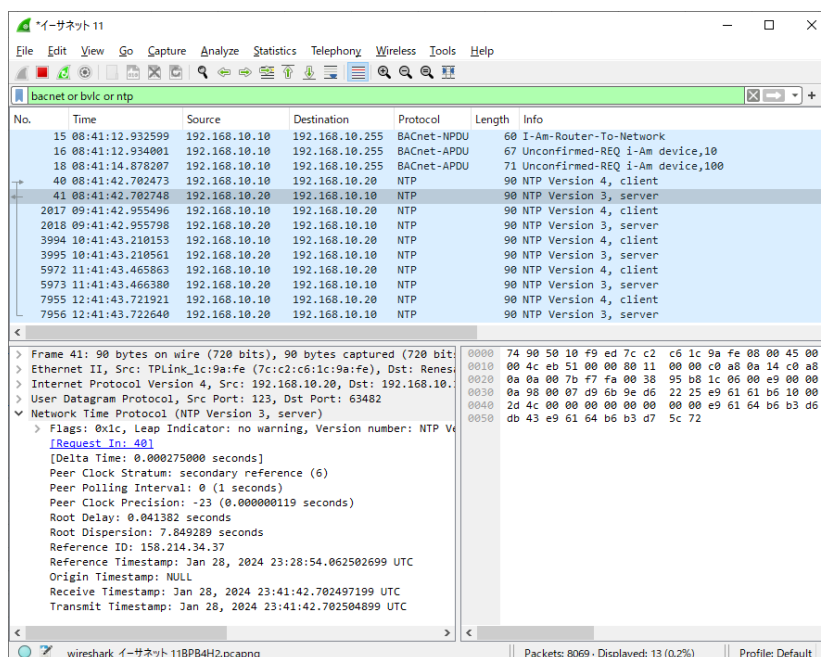 *イーサネット 11
File Edit View Go Capture Analyze Statistics Telephony Wireless Tools Help
bacnet or bvlc or ntp
No. Time Source Destination Protocol Length Info
15 08:41:12.932599 192.168.10.10 192.168.10.255 BACnet-NPDU 60 I-Am-Router-To-Network
16 08:41:12.934001 192.168.10.10 192.168.10.255 BACnet-APDU 67 Unconfirmed-REQ i-Am device,10
18 08:41:14.878207 192.168.10.10 192.168.10.255 BACnet-APDU 71 Unconfirmed-REQ i-Am device,100
40 08:41:42.702473 192.168.10.10 192.168.10.20 NTP 90 NTP Version 4, client
41 08:41:42.702748 192.168.10.20 192.168.10.10 NTP 90 NTP Version 3, server
2017 09:41:42.955496 192.168.10.10 192.168.10.20 NTP 90 NTP Version 4, client
2018 09:41:42.955798 192.168.10.20 192.168.10.10 NTP 90 NTP Version 3, server
3994 10:41:43.210153 192.168.10.10 192.168.10.20 NTP 90 NTP Version 4, client
3995 10:41:43.210561 192.168.10.20 192.168.10.10 NTP 90 NTP Version 3, server
5972 11:41:43.465863 192.168.10.10 192.168.10.20 NTP 90 NTP Version 4, client
5973 11:41:43.466380 192.168.10.20 192.168.10.10 NTP 90 NTP Version 3, server
7955 12:41:43.721921 192.168.10.10 192.168.10.20 NTP 90 NTP Version 4, client
7956 12:41:43.722640 192.168.10.20 192.168.10.10 NTP 90 NTP Version 3, server
Frame 41: 90 bytes on wire (720 bits), 90 bytes captured (720 bit
Ethernet II, Src: TPLink_1c:9a:fe (7c:c2:c6:1c:9a:fe), Dst: Renes
Internet Protocol Version 4, Src: 192.168.10.20, Dst: 192.168.10.
User Datagram Protocol, Src Port: 123, Dst Port: 63482
Network Time Protocol (NTP Version 3, server)
Flags: 0x1c, Leap Indicator: no warning, Version number: NTP Ve
[Request In: 40]
[Delta Time: 0.000275000 seconds]
Peer Clock Stratum: secondary reference (6)
Peer Polling Interval: 0 (1 seconds)
Peer Clock Precision: -23 (0.000000119 seconds)
Root Delay: 0.041382 seconds
Root Dispersion: 7.849289 seconds
Reference ID: 158.214.34.37
Reference Timestamp: Jan 28, 2024 23:28:54.062502699 UTC
Origin Timestamp: NULL
Receive Timestamp: Jan 28, 2024 23:41:42.702497199 UTC
Transmit Timestamp: Jan 28, 2024 23:41:42.702504899 UTC
0000 74 90 50 10 f9 ed 7c c2 c6 1c 9a fe 08 00 45 00
0010 00 4c eb 51 00 00 80 11 00 00 c0 a8 0a 14 c0 a8
0020 0a 0a 00 7b f7 fa 00 38 95 b8 1c 06 00 e9 00 00
0030 0a 98 00 07 d9 6b 9e d6 22 25 e9 61 61 b6 10 00
0040 2d 4c 00 00 00 00 00 00 00 00 e9 61 64 b6 b3 d6
0050 db 43 e9 61 64 b6 b3 d7 5c 72
wireshark_イーサネット 11BPB4H2.pcapng
Packets: 8069 · Displayed: 13 (0.2%)
Profile: Default